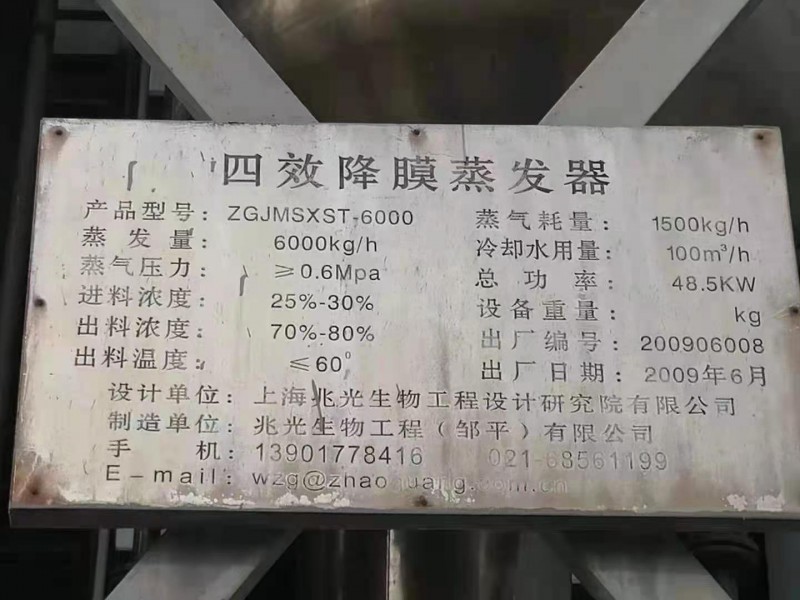 四效降膜蒸发器
产品型号：ZGJMSXST-6000 蒸气耗量：1500kg/h
蒸发量：6000kg/h 冷却水用量：100m³/h
蒸气压力：≥0.6Mpa 总功率：48.5KW
进料浓度：25%-30% 设备重量：kg
出料浓度：70%-80% 出厂编号：200906008
出料温度：≤60° 出厂日期：2009年6月
设计单位：上海兆光生物工程设计研究院有限公司
制造单位：兆光生物工程（邹平）有限公司
手机：13901778416 021-68561199
E-mail：wzg@zhaoguang.com.cn